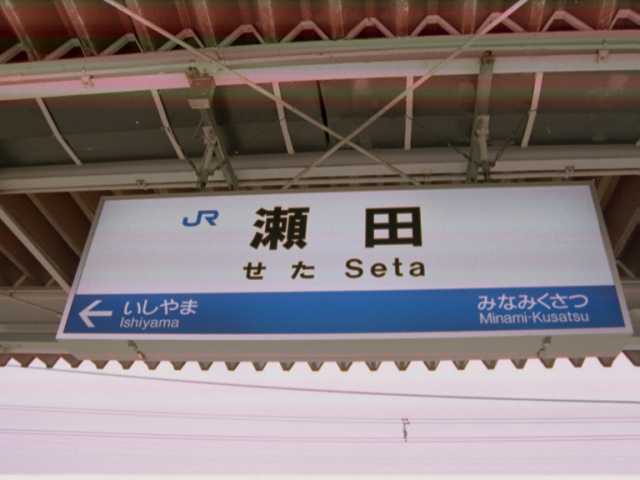 JR 瀬田
せた Seta
← いしやま みなみくさつ
Ishiyama Minami-Kusatsu